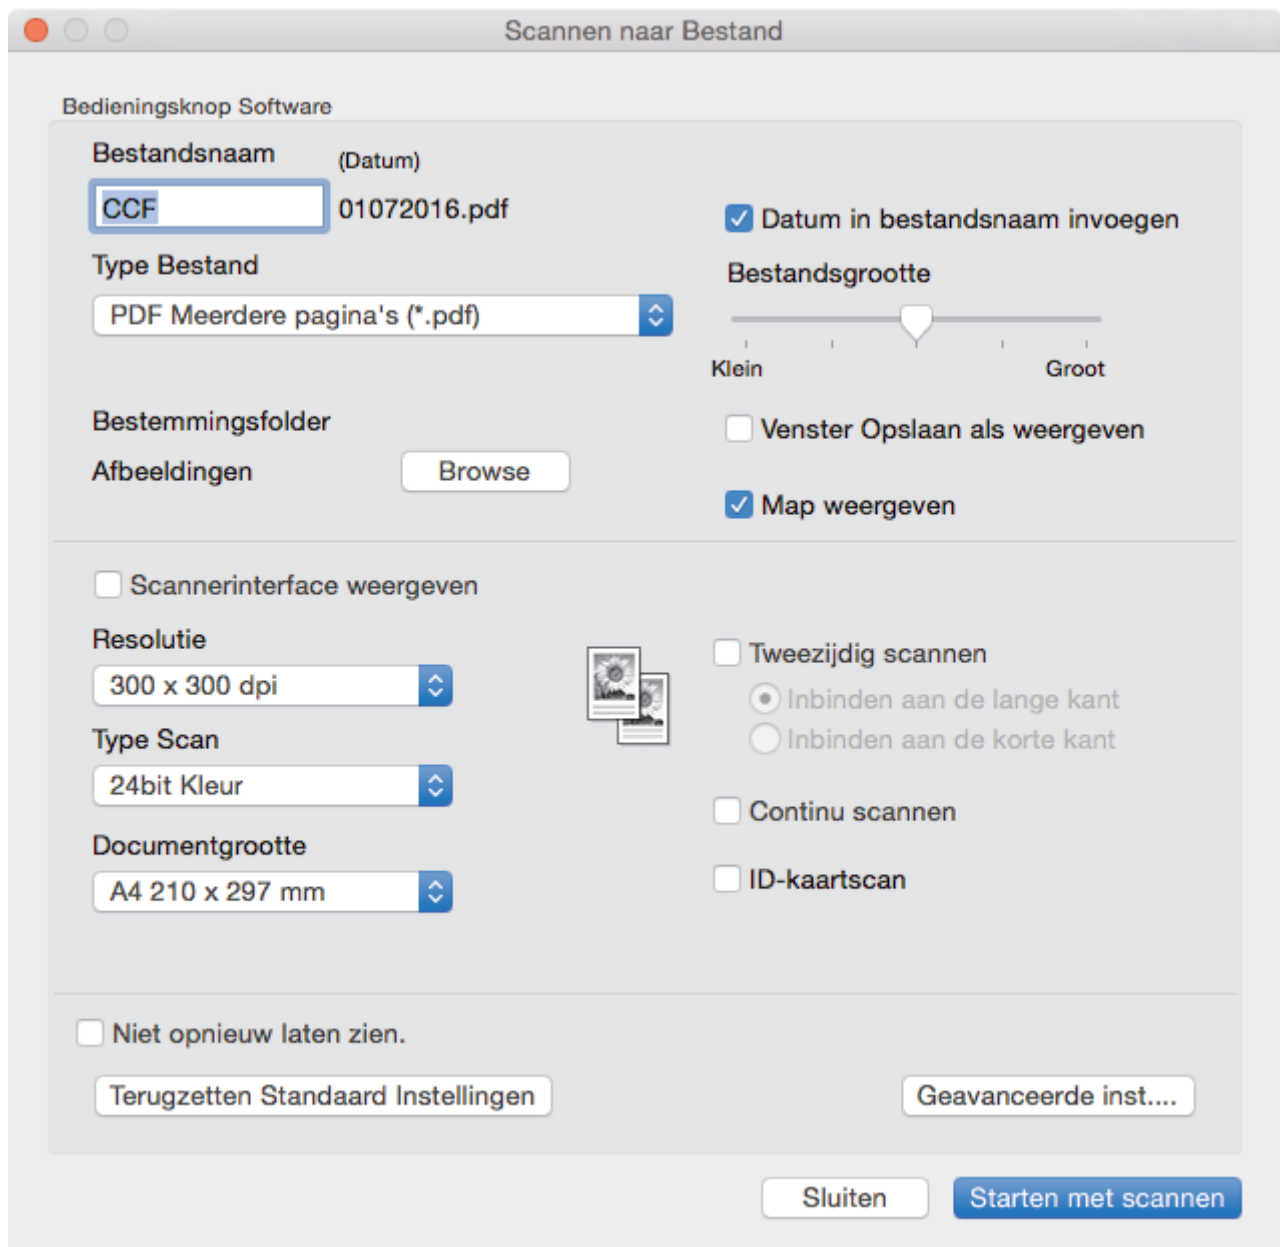 Scannen naar Bestand
Bedieningsknop Software
Bestandsnaam (Datum)
CCF 01072016.pdf
Datum in bestandsnaam invoegen
Type Bestand
PDF Meerdere pagina's (*.pdf)
Bestandsgrootte
Klein Groot
Bestemmingsfolder
Afbeeldingen Browse
Venster Opslaan als weergeven
Map weergeven
Scannerinterface weergeven
Resolutie
300 x 300 dpi
Type Scan
24bit Kleur
Documentgrootte
A4 210 x 297 mm
Tweezijdig scannen
Inbinden aan de lange kant
Inbinden aan de korte kant
Continu scannen
ID-kaartscan
Niet opnieuw laten zien.
Terugzetten Standaard Instellingen
Geavanceerde inst....
Sluiten
Starten met scannen